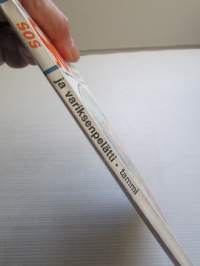 SOS
ja variksenpelätti • tammi